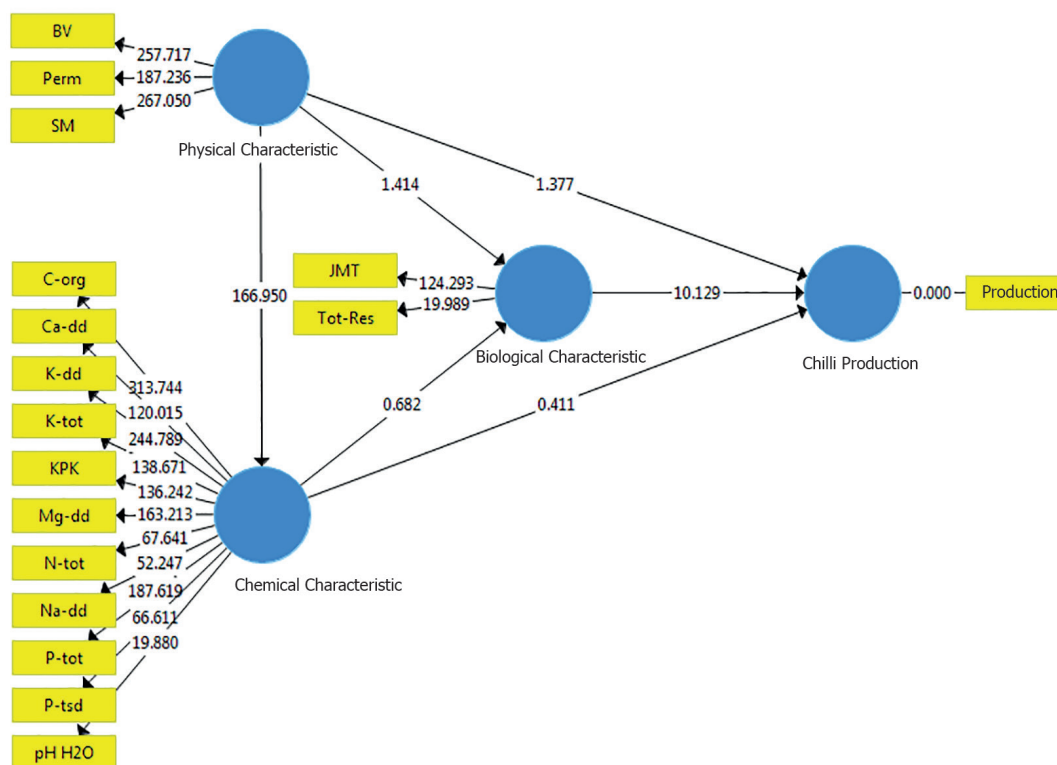 BV
257.717
Perm
187.236
SM
267.050
Physical Characteristic
1.414
1.377
166.950
JMT
124.293
Tot-Res
19.989
Biological Characteristic
10.129
0.000
Production
Chilli Production
0.682
0.411
C-org
Ca-dd
K-dd
K-tot
KPK
Mg-dd
N-tot
Na-dd
P-tot
P-tsd
pH H2O
313.744
120.015
244.789
138.671
136.242
163.213
67.641
52.247
187.619
66.611
19.880
Chemical Characteristic